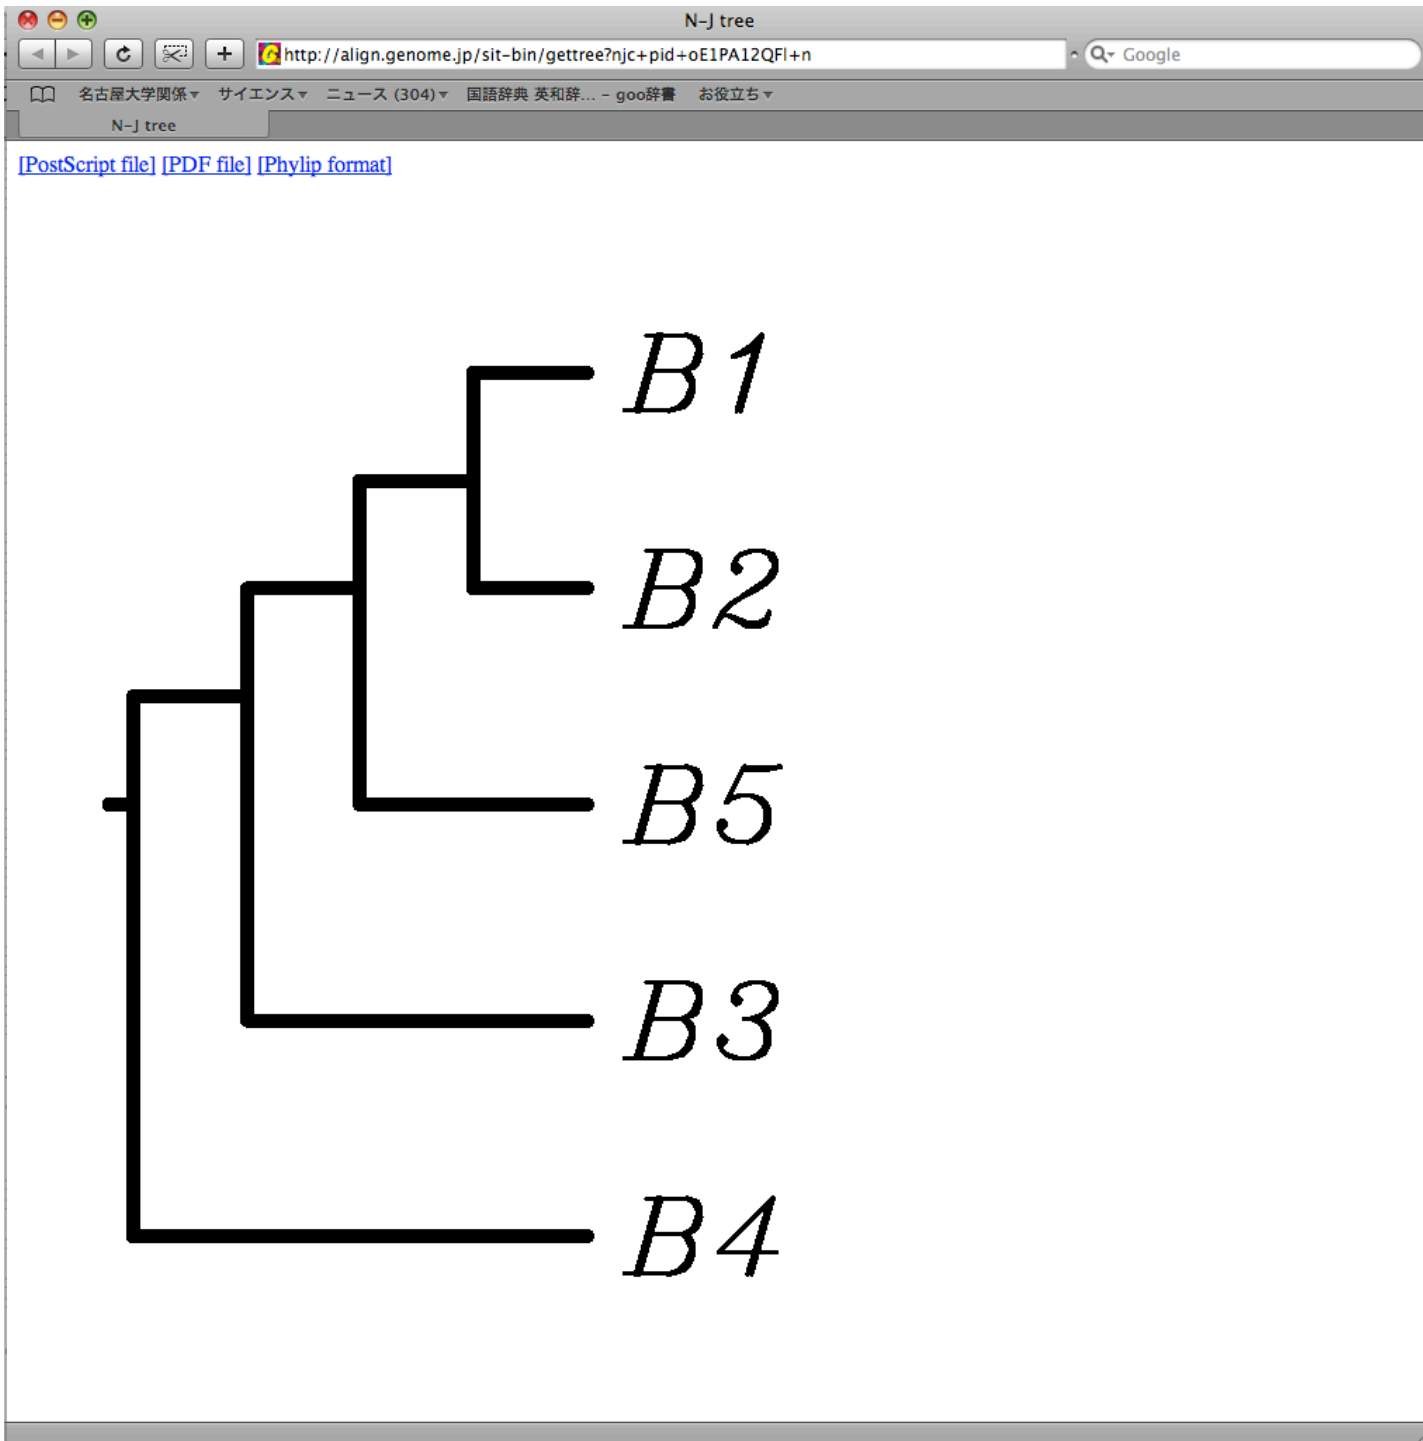 N-J tree
http://align.genome.jp/sit-bin/gettree?njc+pid+oE1PA12QFI+n
Google
名古屋大学関係 サイエンス ニュース (304) 国語辞典 英和辞... - goo辞書 お役立ち
N-J tree
[PostScript file] [PDF file] [Phylip format]
B1
B2
B5
B3
B4